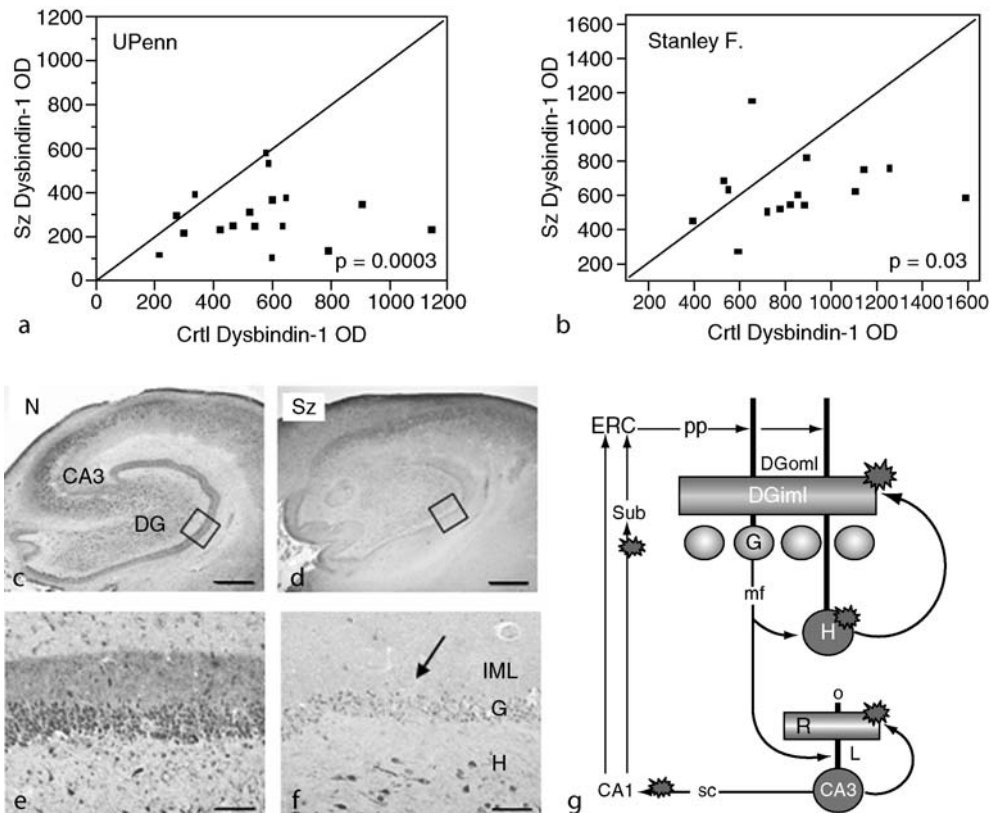 1200
1000
800
600
400
200
0
UPenn
p = 0.0003
Sz Dysbindin-1 OD
0 200 400 600 800 1000 1200
Crtl Dysbindin-1 OD
a
1600
1400
1200
1000
800
600
400
200
Stanley F.
p = 0.03
Sz Dysbindin-1 OD
200 400 600 800 1000 1200 1400 1600
Crtl Dysbindin-1 OD
b
N
CA3
DG
c
Sz
d
e
IML
G
H
f
ERC
pp
DGoml
DGiml
Sub
G
mf
H
o
R
L
CA1
sc
CA3
g